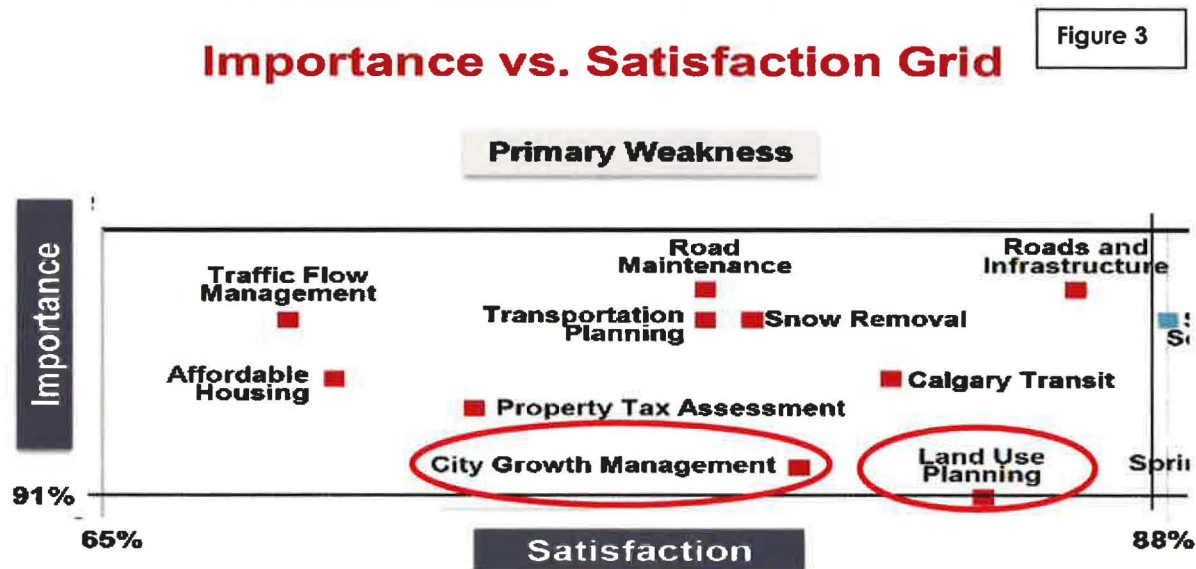 Figure 3
Importance vs. Satisfaction Grid
Primary Weakness
Importance
Road
Maintenance
Roads and
Infrastructure
Traffic Flow
Management
Transportation
Planning
Snow Removal
Affordable
Housing
Calgary Transit
Property Tax Assessment
City Growth Management
Land Use
Planning
91%
65%
Satisfaction
88%